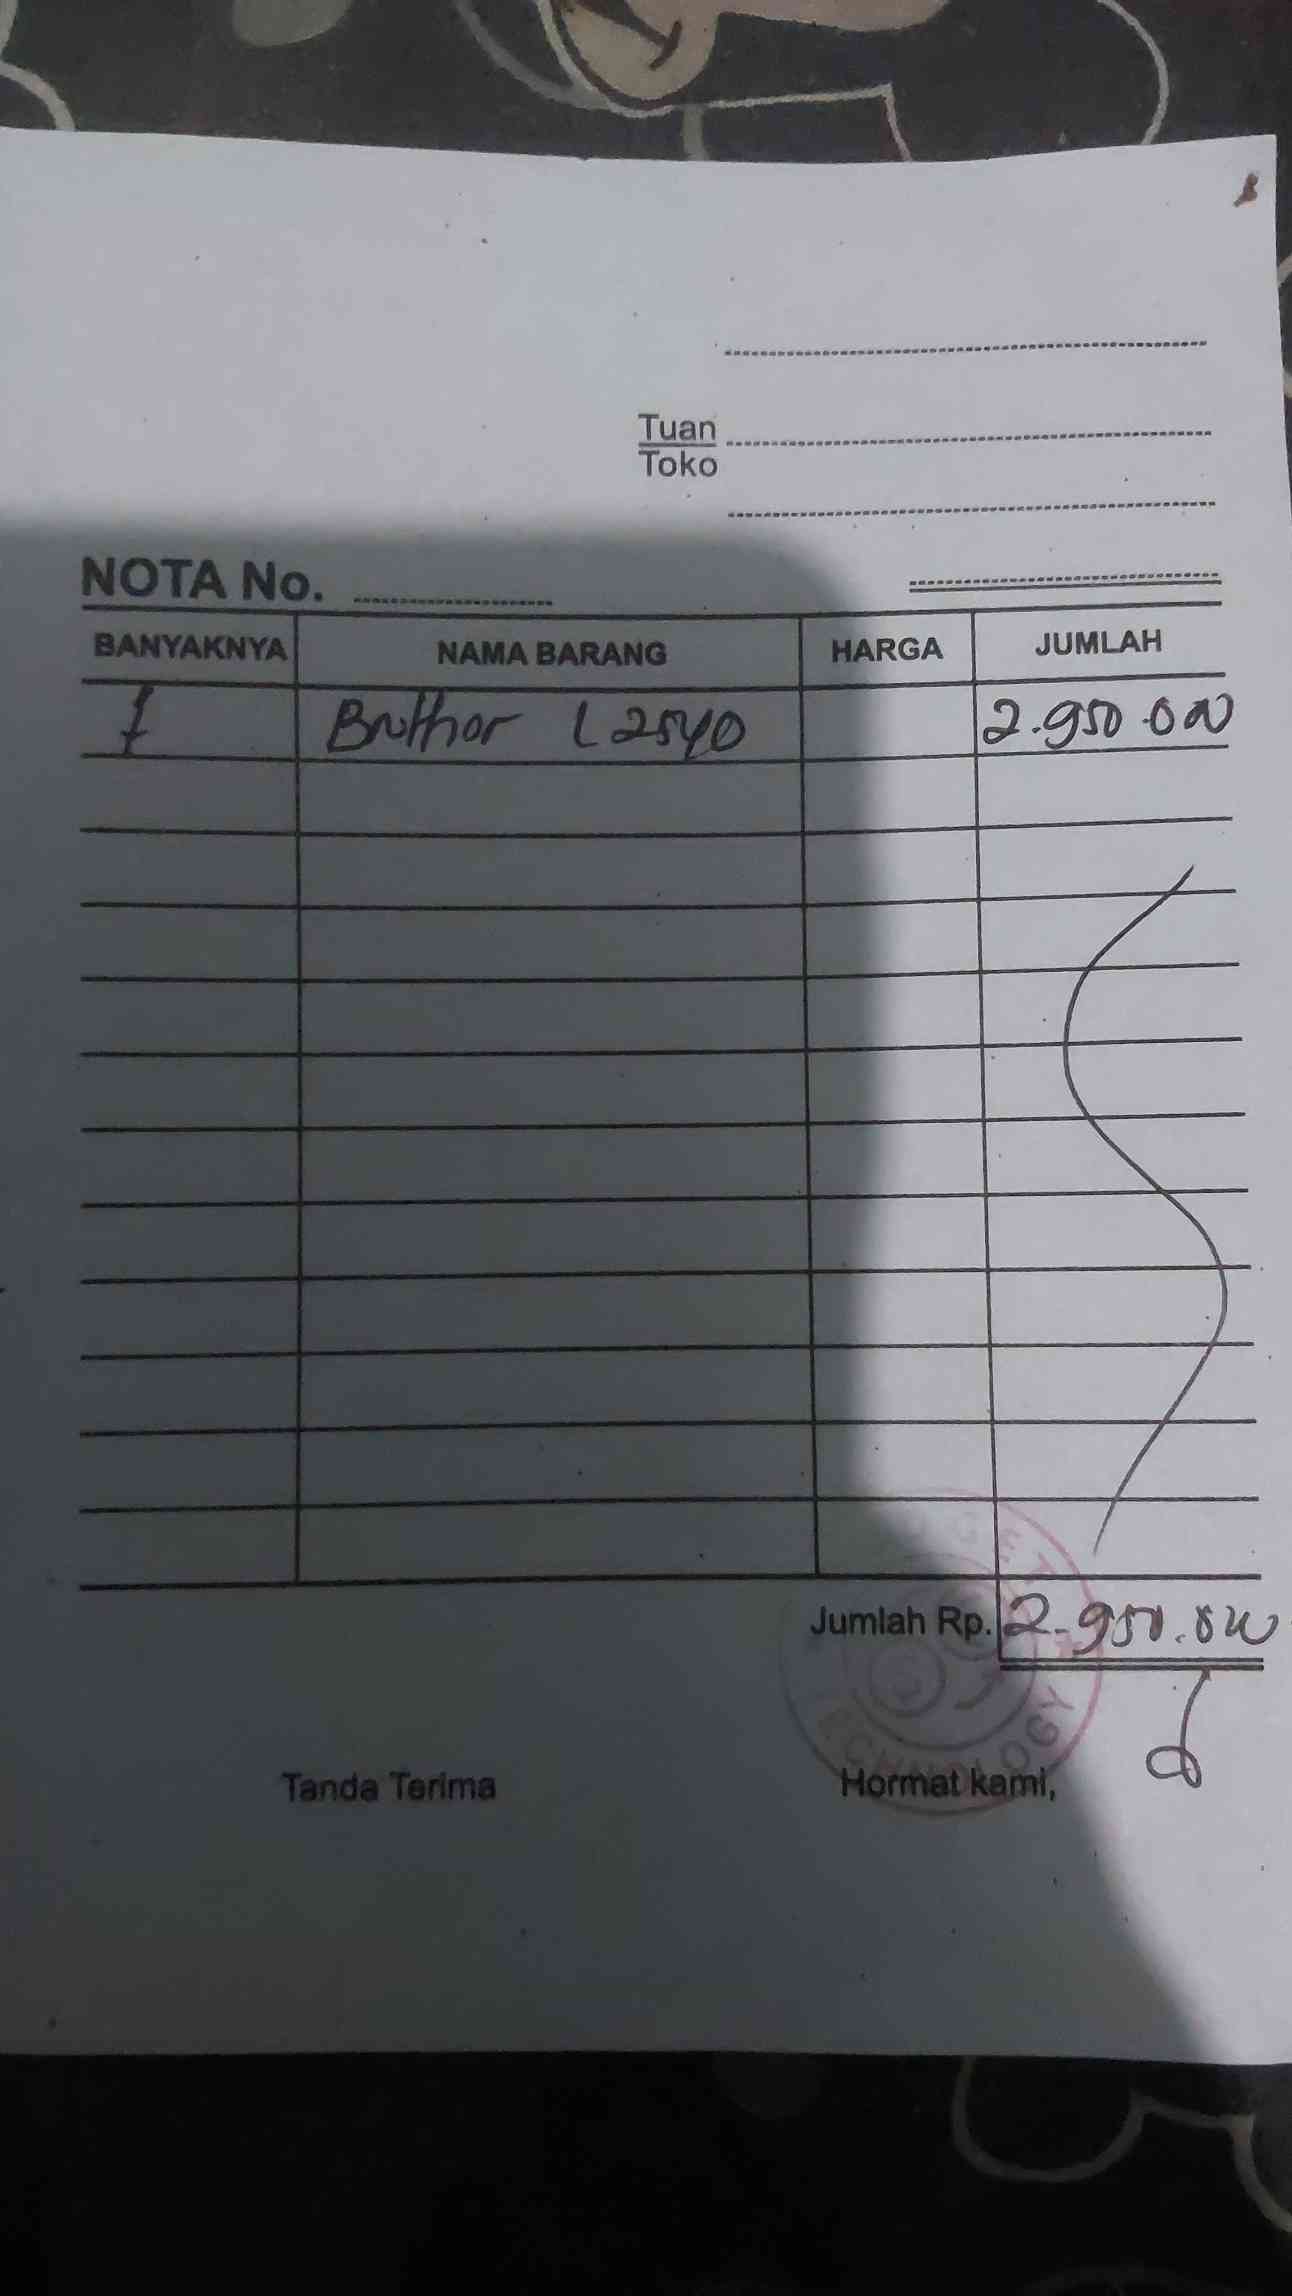 Tuan
Toko
NOTA No.
BANYAKNYA NAMA BARANG HARGA JUMLAH
1 Brother L2540 2.950.000
Jumlah Rp. 2.950.000
Tanda Terima Hormat kami,